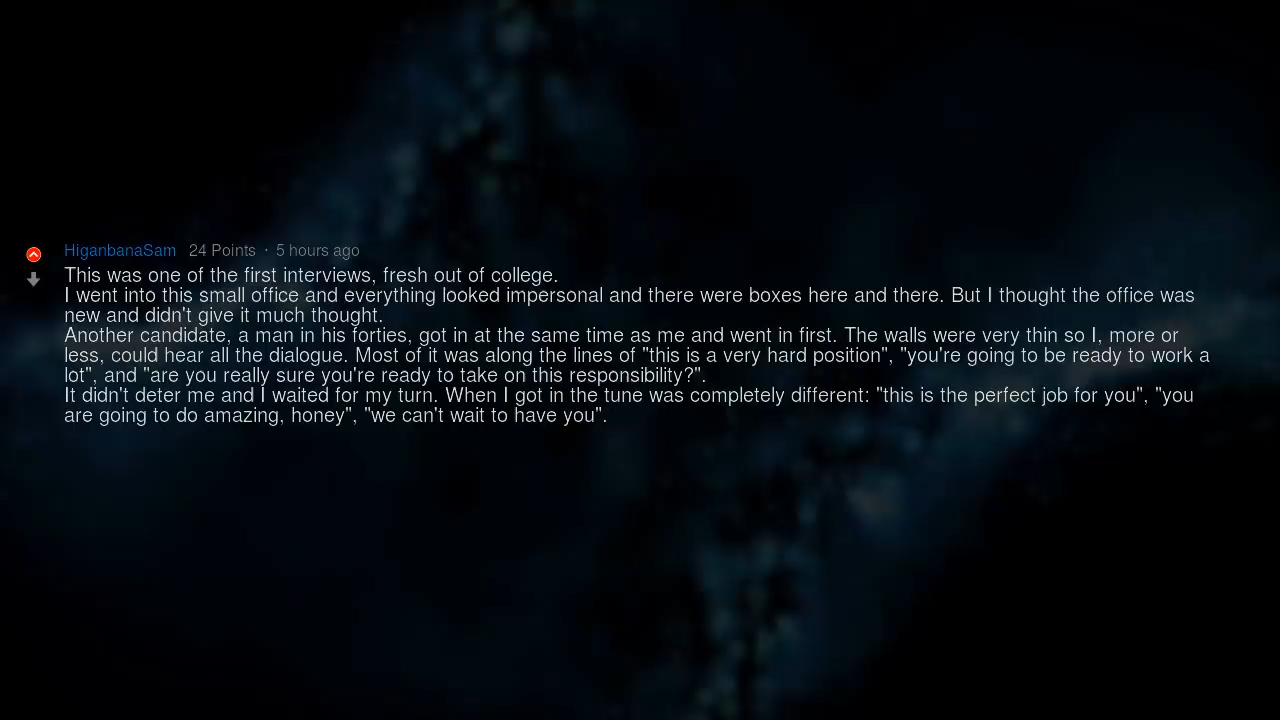 HiganbanaSam 24 Points · 5 hours ago
This was one of the first interviews, fresh out of college.
I went into this small office and everything looked impersonal and there were boxes here and there. But I thought the office was
new and didn't give it much thought.
Another candidate, a man in his forties, got in at the same time as me and went in first. The walls were very thin so I, more or
less, could hear all the dialogue. Most of it was along the lines of "this is a very hard position", "you're going to be ready to work a
lot", and "are you really sure you're ready to take on this responsibility?".
It didn't deter me and I waited for my turn. When I got in the tune was completely different: "this is the perfect job for you", "you
are going to do amazing, honey", "we can't wait to have you".